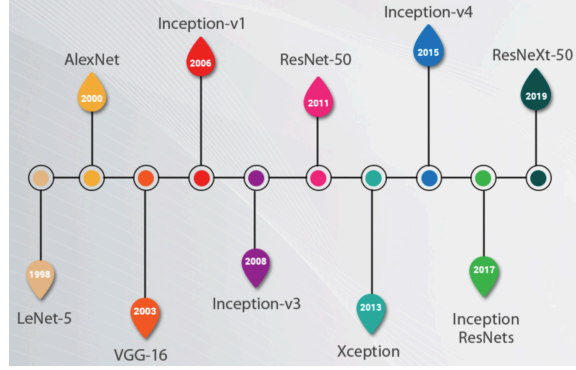 Inception-v1
2006
Inception-v4
2015
AlexNet
2000
ResNet-50
2011
ResNeXt-50
2019
1998
LeNet-5
2003
VGG-16
2008
Inception-v3
2013
Xception
2017
Inception
ResNets